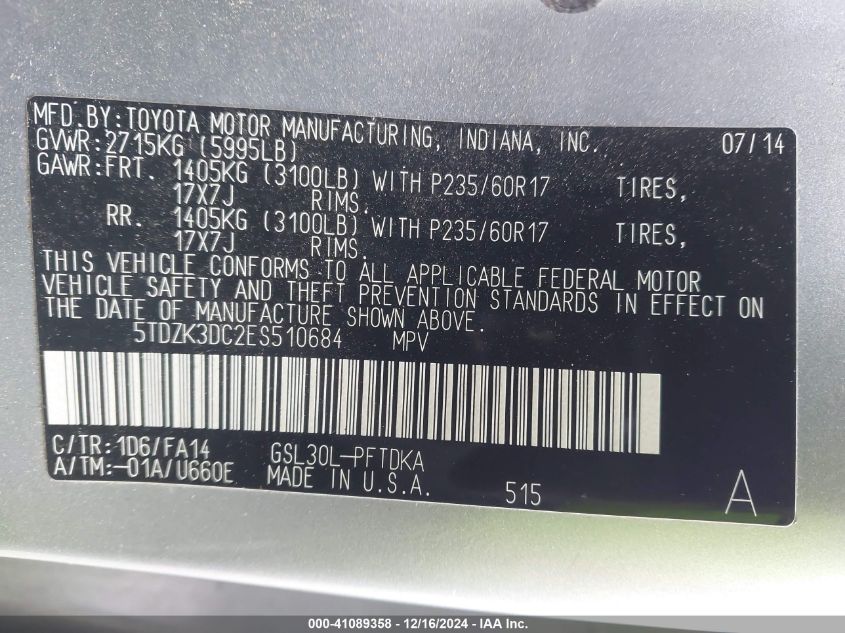 MFD.BY:TOYOTA MOTOR MANUFACTURING, INDIANA, INC. 07/14
GVWR:2715KG (5995LB)
GAWR:FRT. 1405KG (3100LB) WITH P235/60R17 TIRES,
17X7J RIMS.
RR. 1405KG (3100LB) WITH P235/60R17 TIRES,
17X7J RIMS.
THIS VEHICLE CONFORMS TO ALL APPLICABLE FEDERAL MOTOR
VEHICLE SAFETY AND THEFT PREVENTION STANDARDS IN EFFECT ON
THE DATE OF MANUFACTURE SHOWN ABOVE.
5TDZK3DC2ES510684 MPV
C/TR:1D6/FA14 GSL30L-PFTDKA
A/TM:-01A/U660E MADE IN U.S.A. 515 A
000-41089358 - 12/16/2024 - IAA Inc.